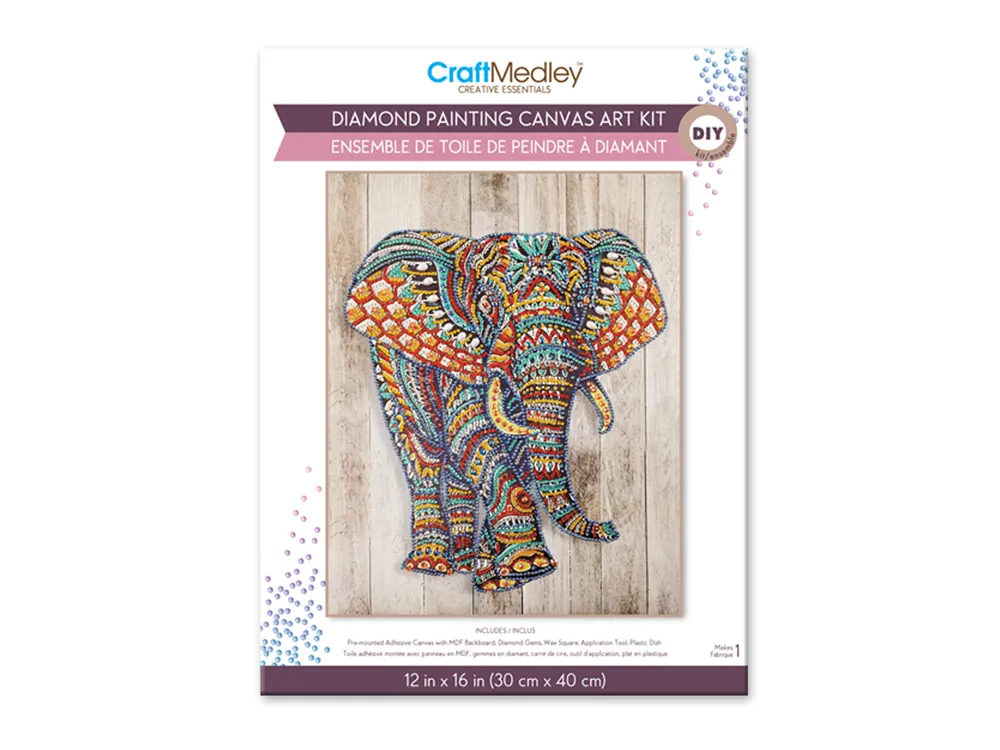 CraftMedley™
CREATIVE ESSENTIALS
DIAMOND PAINTING CANVAS ART KIT
ENSEMBLE DE TOILE DE PEINDRE À DIAMANT
DIY
kit/ensemble
INCLUDES / INCLUS
Pre-mounted Adhesive Canvas with MDF Backboard, Diamond Gems, Wax Square, Application Tool, Plastic Dish
Toile adhésive montée avec panneau en MDF, gemmes en diamant, carré de cire, outil d'application, plat en plastique
Makes
Fabrique 1
12 in x 16 in (30 cm x 40 cm)